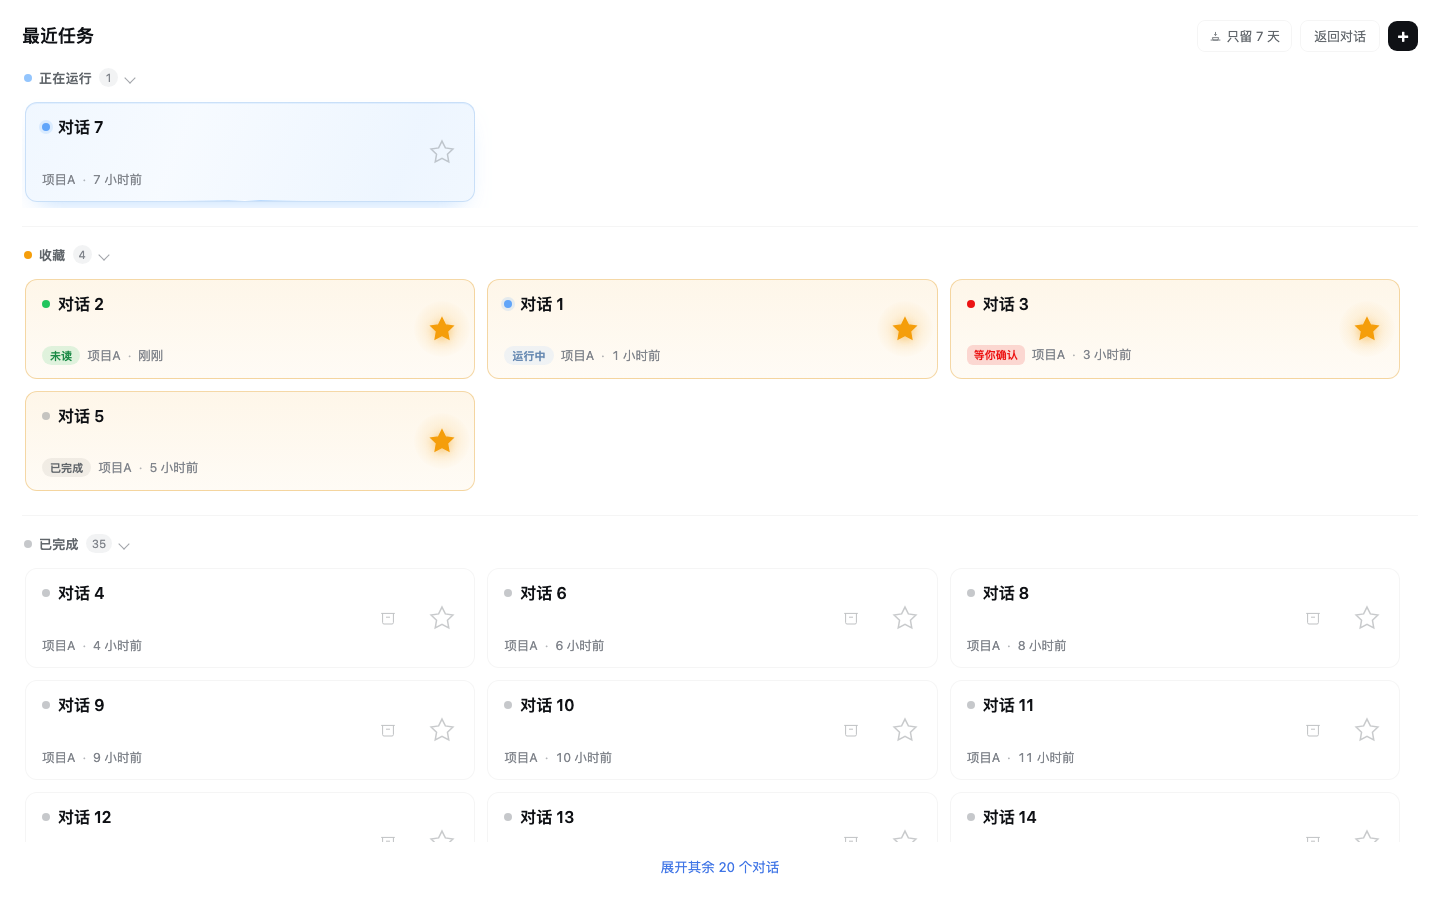 最近任务
只留 7 天
返回对话
正在运行 1
对话 7
项目A · 7 小时前
收藏 4
对话 2
未读 项目A · 刚刚
对话 1
运行中 项目A · 1 小时前
对话 3
等你确认 项目A · 3 小时前
对话 5
已完成 项目A · 5 小时前
已完成 35
对话 4
项目A · 4 小时前
对话 6
项目A · 6 小时前
对话 8
项目A · 8 小时前
对话 9
项目A · 9 小时前
对话 10
项目A · 10 小时前
对话 11
项目A · 11 小时前
对话 12
对话 13
对话 14
展开其余 20 个对话